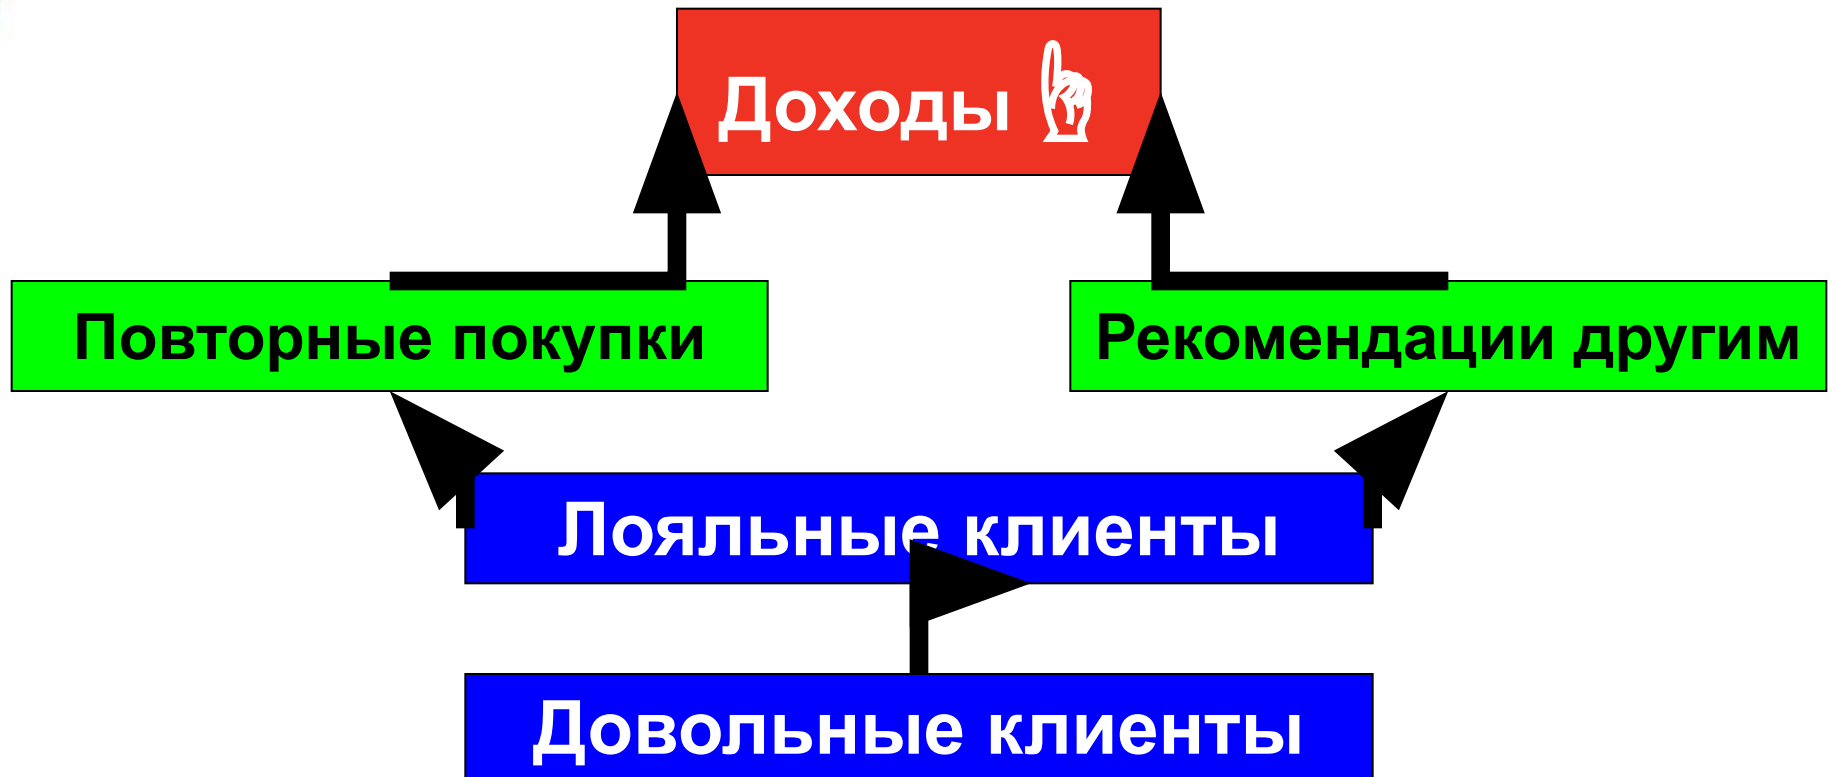 Доходы
Повторные покупки
Рекомендации другим
Лояльные клиенты
Довольные клиенты